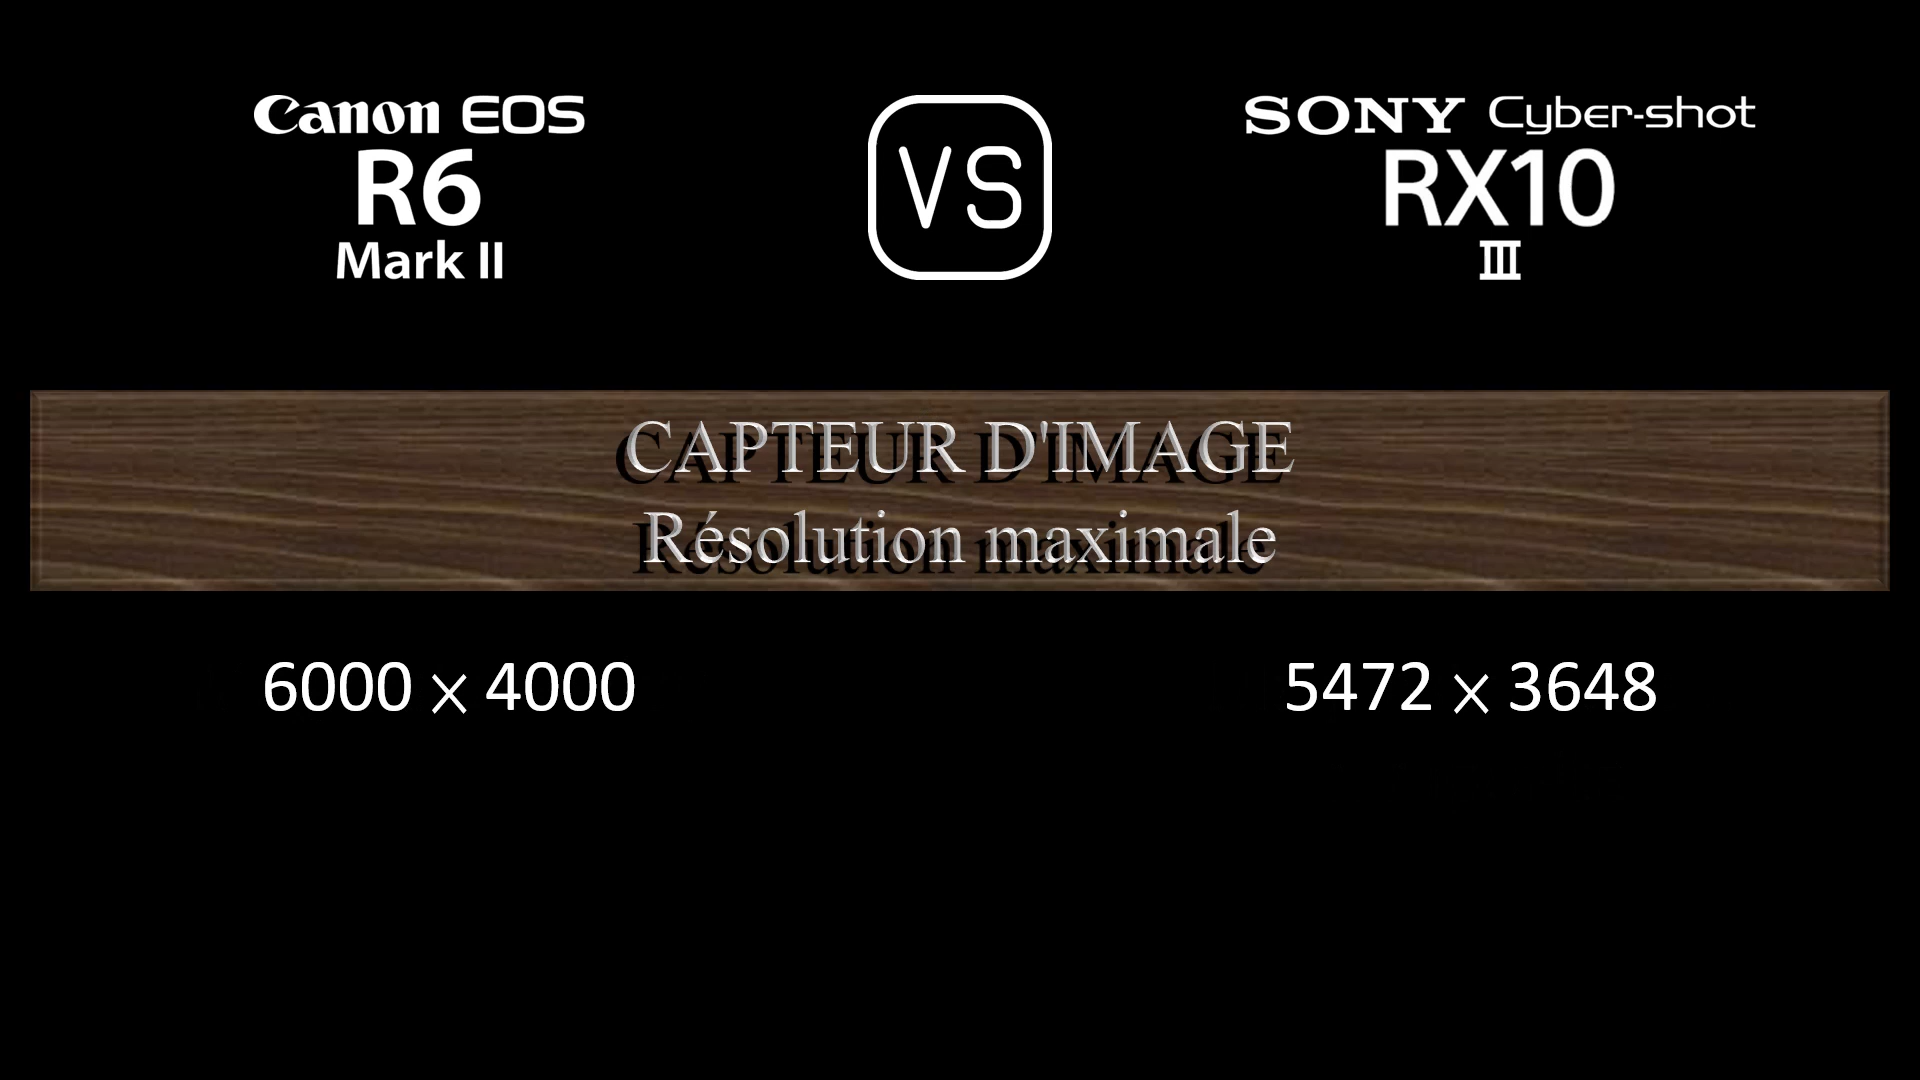 Canon EOS
R6
Mark II
VS
SONY Cyber-shot
RX10
III
CAPTEUR D'IMAGE
Résolution maximale
6000 x 4000
5472 x 3648